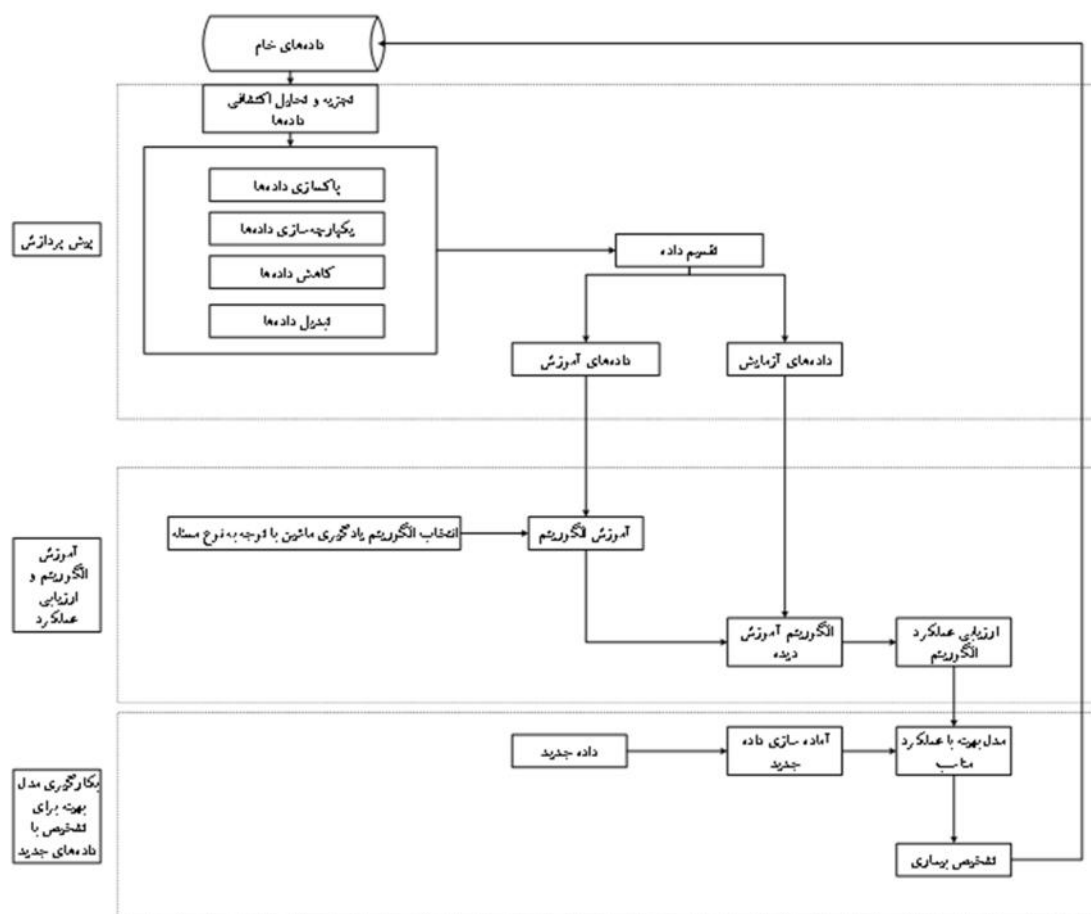 داده‌های خام
تجزیه و تحلیل اکتشافی
داده‌ها
پاکسازی داده‌ها
یکپارچه‌سازی داده‌ها
کاهش داده‌ها
تبدیل داده‌ها
پیش پردازش
تقسیم داده
داده‌های آموزش
داده‌های آزمایش
انتخاب الگوریتم یادگیری ماشین با توجه به نوع مسئله
آموزش الگوریتم
آموزش
الگوریتم و
ارزیابی
عملکرد
الگوریتم آموزش
دیده
ارزیابی عملکرد
الگوریتم
داده جدید
آماده سازی داده
جدید
مدل بهینه با عملکرد
مناسب
بکارگیری مدل
بهینه برای
تشخیص با
داده‌های جدید
تشخیص بیماری